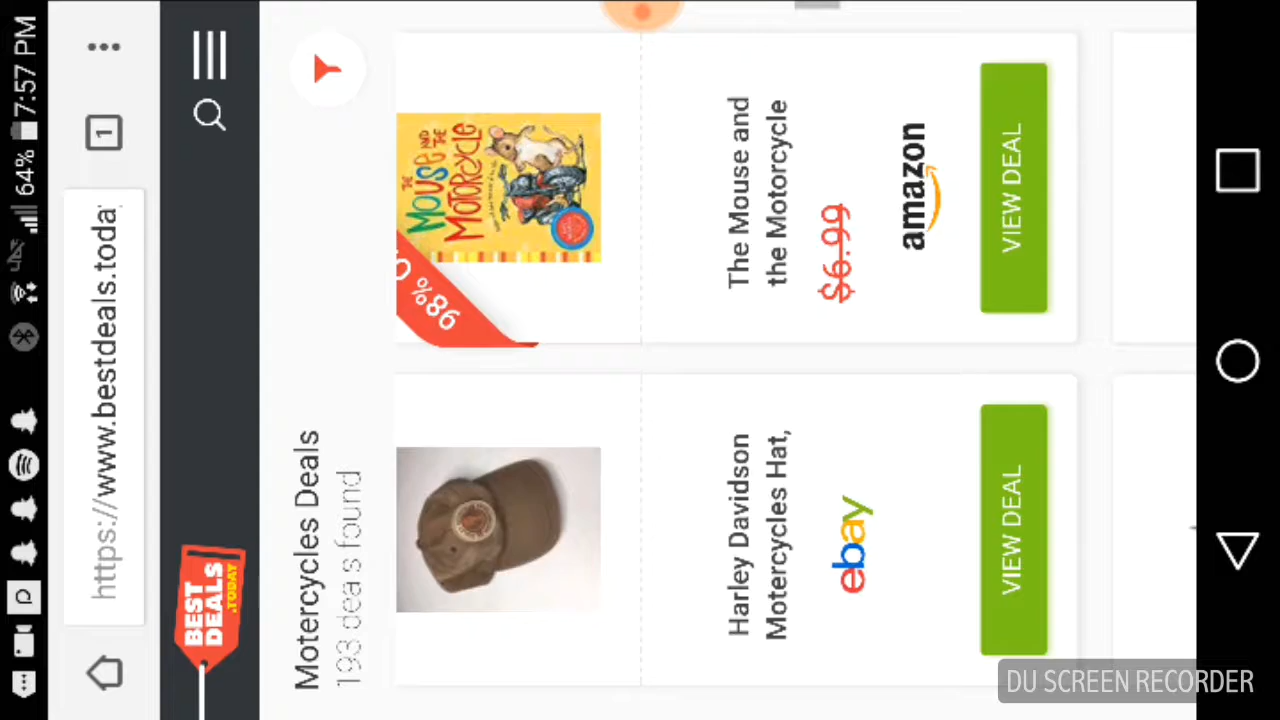 64% 7:57 PM
https://www.bestdeals.toda
1
BEST
DEALS
.TODAY
Motercycles Deals
193 deals found
Harley Davidson
Motercycles Hat,
ebay
VIEW DEAL
THE
MOUSE AND
THE
MOTORCYCLE
98% O
The Mouse and
the Motorcycle
$6.99
amazon
VIEW DEAL
DU SCREEN RECORDER